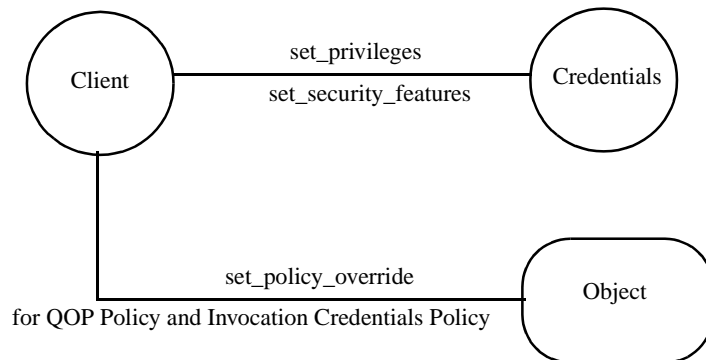 set_privileges
Client
Credentials
set_security_features
set_policy_override
Object
for QOP Policy and Invocation Credentials Policy